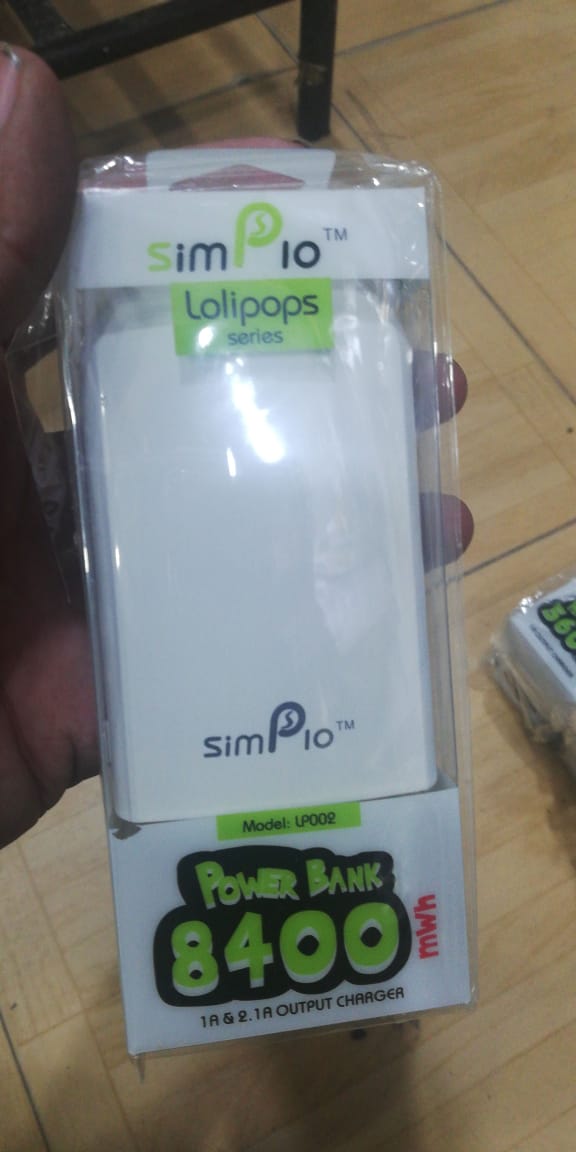 simPlo™
Lolipops
series
simPlo™
Model: LP002
POWER BANK
8400
mWh
1A & 2.1A OUTPUT CHARGER